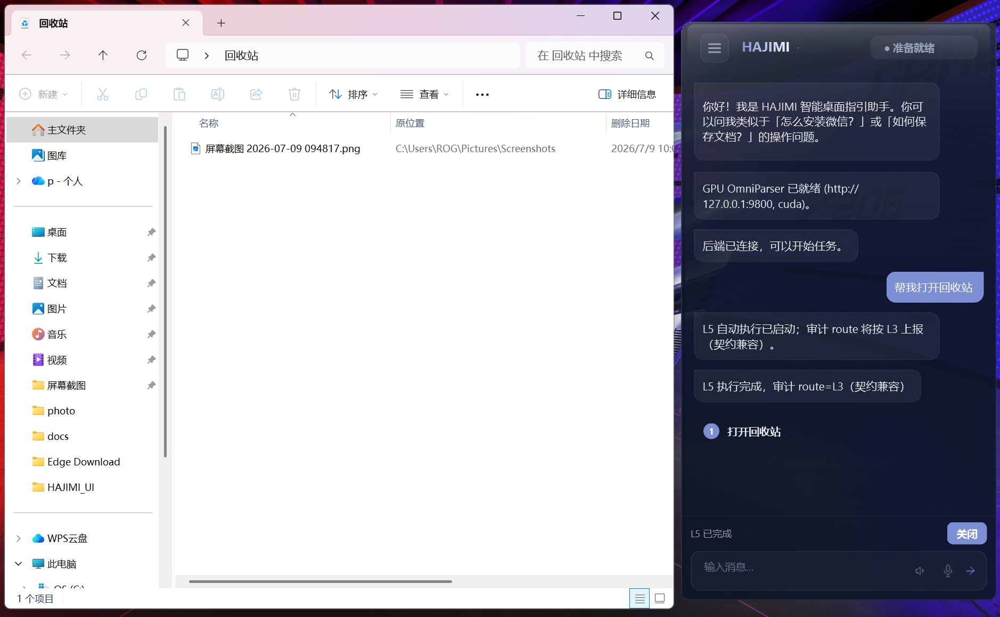 回收站
回收站
在 回收站 中搜索
新建
排序
查看
详细信息
主文件夹
图库
p - 个人
桌面
下载
文档
图片
音乐
视频
屏幕截图
photo
docs
Edge Download
HAJIMI_UI
WPS云盘
此电脑
OS (C:)
1 个项目
名称 原位置 删除日期
屏幕截图 2026-07-09 094817.png C:\Users\ROG\Pictures\Screenshots 2026/7/9 10:0
HAJIMI ·
准备就绪
你好！我是 HAJIMI 智能桌面指引助手。你可
以问我类似于「怎么安装微信？」或「如何保
存文档？」的操作问题。
GPU OmniParser 已就绪 (http://
127.0.0.1:9800, cuda)。
后端已连接，可以开始任务。
帮我打开回收站
L5 自动执行已启动；审计 route 将按 L3 上报
（契约兼容）。
L5 执行完成，审计 route=L3（契约兼容）
1 打开回收站
L5 已完成
关闭
输入消息...